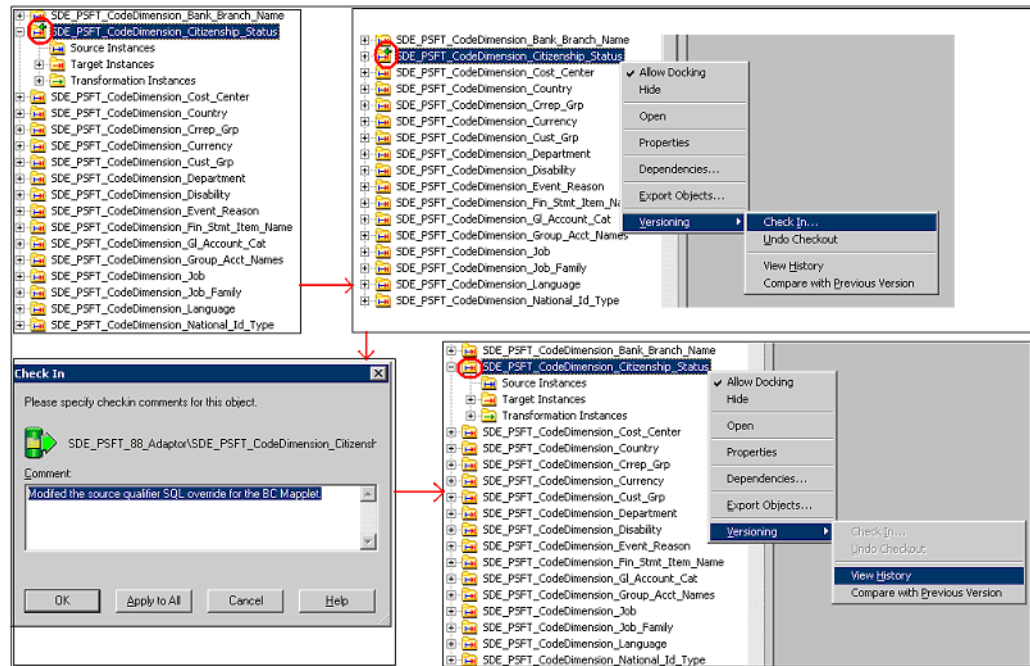 SDE_PSFT_CodeDimension_Bank_Branch_Name
SDE_PSFT_CodeDimension_Citizenship_Status
Source Instances
Target Instances
Transformation Instances
SDE_PSFT_CodeDimension_Cost_Center
SDE_PSFT_CodeDimension_Country
SDE_PSFT_CodeDimension_Crrep_Grp
SDE_PSFT_CodeDimension_Currency
SDE_PSFT_CodeDimension_Cust_Grp
SDE_PSFT_CodeDimension_Department
SDE_PSFT_CodeDimension_Disability
SDE_PSFT_CodeDimension_Event_Reason
SDE_PSFT_CodeDimension_Fin_Stmt_Item_Name
SDE_PSFT_CodeDimension_Gl_Account_Cat
SDE_PSFT_CodeDimension_Group_Acct_Names
SDE_PSFT_CodeDimension_Job
SDE_PSFT_CodeDimension_Job_Family
SDE_PSFT_CodeDimension_Language
SDE_PSFT_CodeDimension_National_Id_Type
SDE_PSFT_CodeDimension_Bank_Branch_Name
SDE_PSFT_CodeDimension_Citizenship_Status
SDE_PSFT_CodeDimension_Cost_Center
SDE_PSFT_CodeDimension_Country
SDE_PSFT_CodeDimension_Crrep_Grp
SDE_PSFT_CodeDimension_Currency
SDE_PSFT_CodeDimension_Cust_Grp
SDE_PSFT_CodeDimension_Department
SDE_PSFT_CodeDimension_Disability
SDE_PSFT_CodeDimension_Event_Reason
SDE_PSFT_CodeDimension_Fin_Stmt_Item_Na
SDE_PSFT_CodeDimension_Gl_Account_Cat
SDE_PSFT_CodeDimension_Group_Acct_Names
SDE_PSFT_CodeDimension_Job
SDE_PSFT_CodeDimension_Job_Family
SDE_PSFT_CodeDimension_Language
SDE_PSFT_CodeDimension_National_Id_Type
Allow Docking
Hide
Open
Properties
Dependencies...
Export Objects...
Versioning
Check In...
Undo Checkout
View History
Compare with Previous Version
Check In
Please specify checkin comments for this object.
SDE_PSFT_88_Adaptor\SDE_PSFT_CodeDimension_Citizensh
Comment:
Modifed the source qualifier SQL override for the BC Mapplet.
OK
Apply to All
Cancel
Help
SDE_PSFT_CodeDimension_Bank_Branch_Name
SDE_PSFT_CodeDimension_Citizenship_Status
Source Instances
Target Instances
Transformation Instances
SDE_PSFT_CodeDimension_Cost_Center
SDE_PSFT_CodeDimension_Country
SDE_PSFT_CodeDimension_Crrep_Grp
SDE_PSFT_CodeDimension_Currency
SDE_PSFT_CodeDimension_Cust_Grp
SDE_PSFT_CodeDimension_Department
SDE_PSFT_CodeDimension_Disability
SDE_PSFT_CodeDimension_Event_Reason
SDE_PSFT_CodeDimension_Fin_Stmt_Item_Name
SDE_PSFT_CodeDimension_Gl_Account_Cat
SDE_PSFT_CodeDimension_Group_Acct_Names
SDE_PSFT_CodeDimension_Job
SDE_PSFT_CodeDimension_Job_Family
SDE_PSFT_CodeDimension_Language
SDE_PSFT_CodeDimension_National_Id_Type
Allow Docking
Hide
Open
Properties
Dependencies...
Export Objects...
Versioning
Check In...
Undo Checkout
View History
Compare with Previous Version